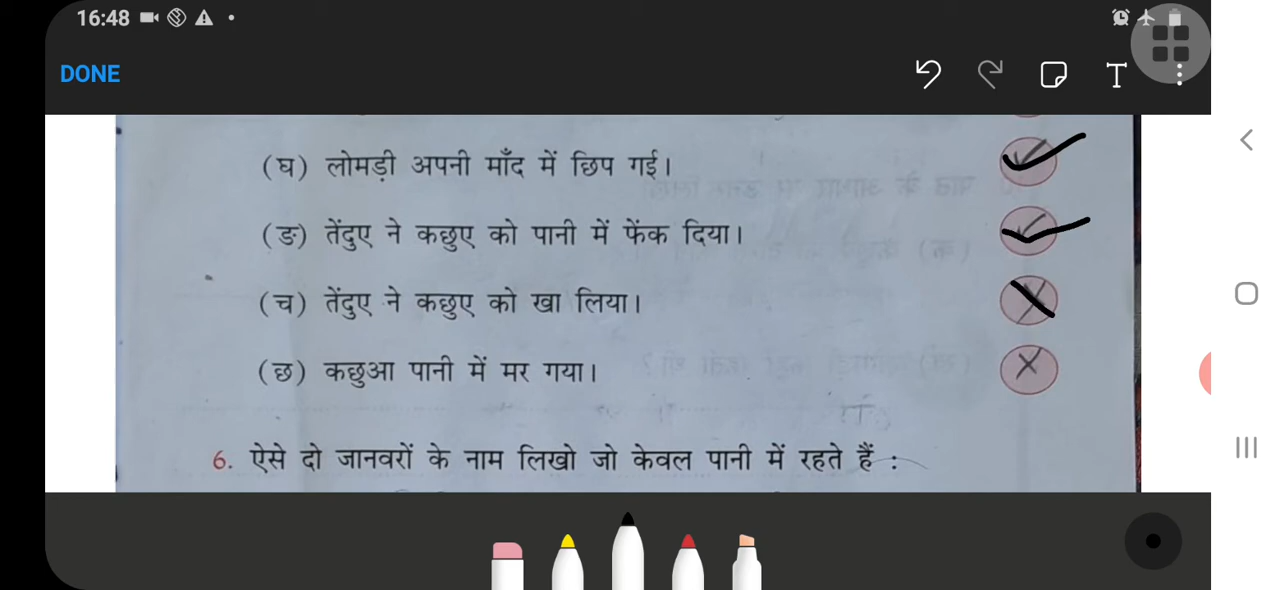 16:48
DONE
T
(घ) लोमड़ी अपनी माँद में छिप गई।
(ङ) तेंदुए ने कछुए को पानी में फेंक दिया।
(च) तेंदुए ने कछुए को खा लिया।
(छ) कछुआ पानी में मर गया।
6. ऐसे दो जानवरों के नाम लिखो जो केवल पानी में रहते हैं :